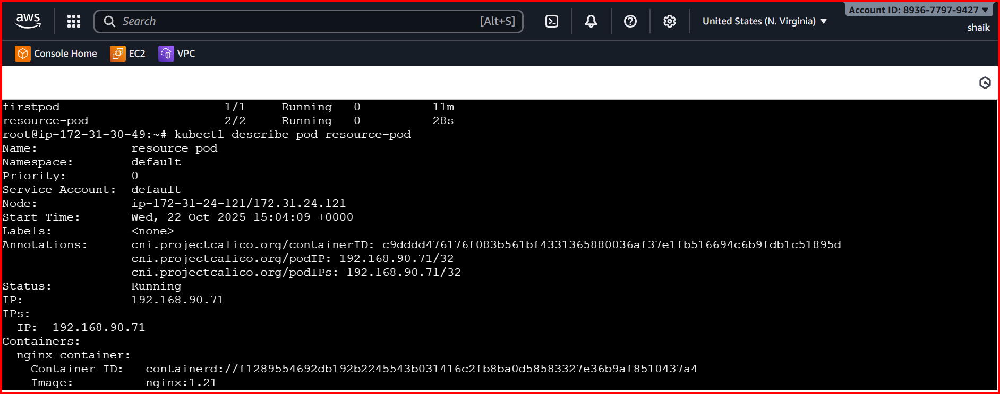 aws
Search [Alt+S]
United States (N. Virginia)
Account ID: 8936-7797-9427
shaik
Console Home EC2 VPC
firstpod 1/1 Running 0 11m
resource-pod 2/2 Running 0 28s
root@ip-172-31-30-49:~# kubectl describe pod resource-pod
Name: resource-pod
Namespace: default
Priority: 0
Service Account: default
Node: ip-172-31-24-121/172.31.24.121
Start Time: Wed, 22 Oct 2025 15:04:09 +0000
Labels: <none>
Annotations: cni.projectcalico.org/containerID: c9dddd476176f083b561bf4331365880036af37e1fb516694c6b9fdb1c51895d
cni.projectcalico.org/podIP: 192.168.90.71/32
cni.projectcalico.org/podIPs: 192.168.90.71/32
Status: Running
IP: 192.168.90.71
IPs:
IP: 192.168.90.71
Containers:
nginx-container:
Container ID: containerd://f1289554692db192b2245543b031416c2fb8ba0d58583327e36b9af8510437a4
Image: nginx:1.21